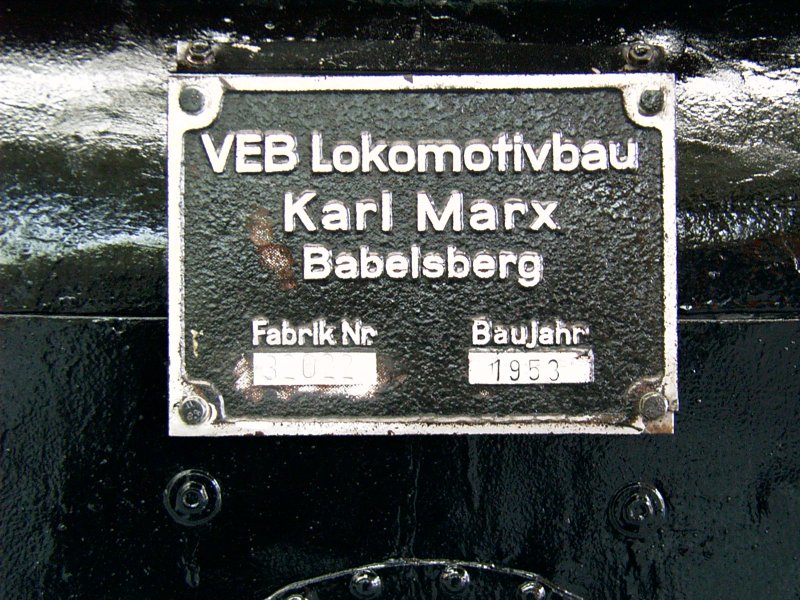 VEB Lokomotivbau
Karl Marx
Babelsberg
Fabrik Nr. Baujahr
1953